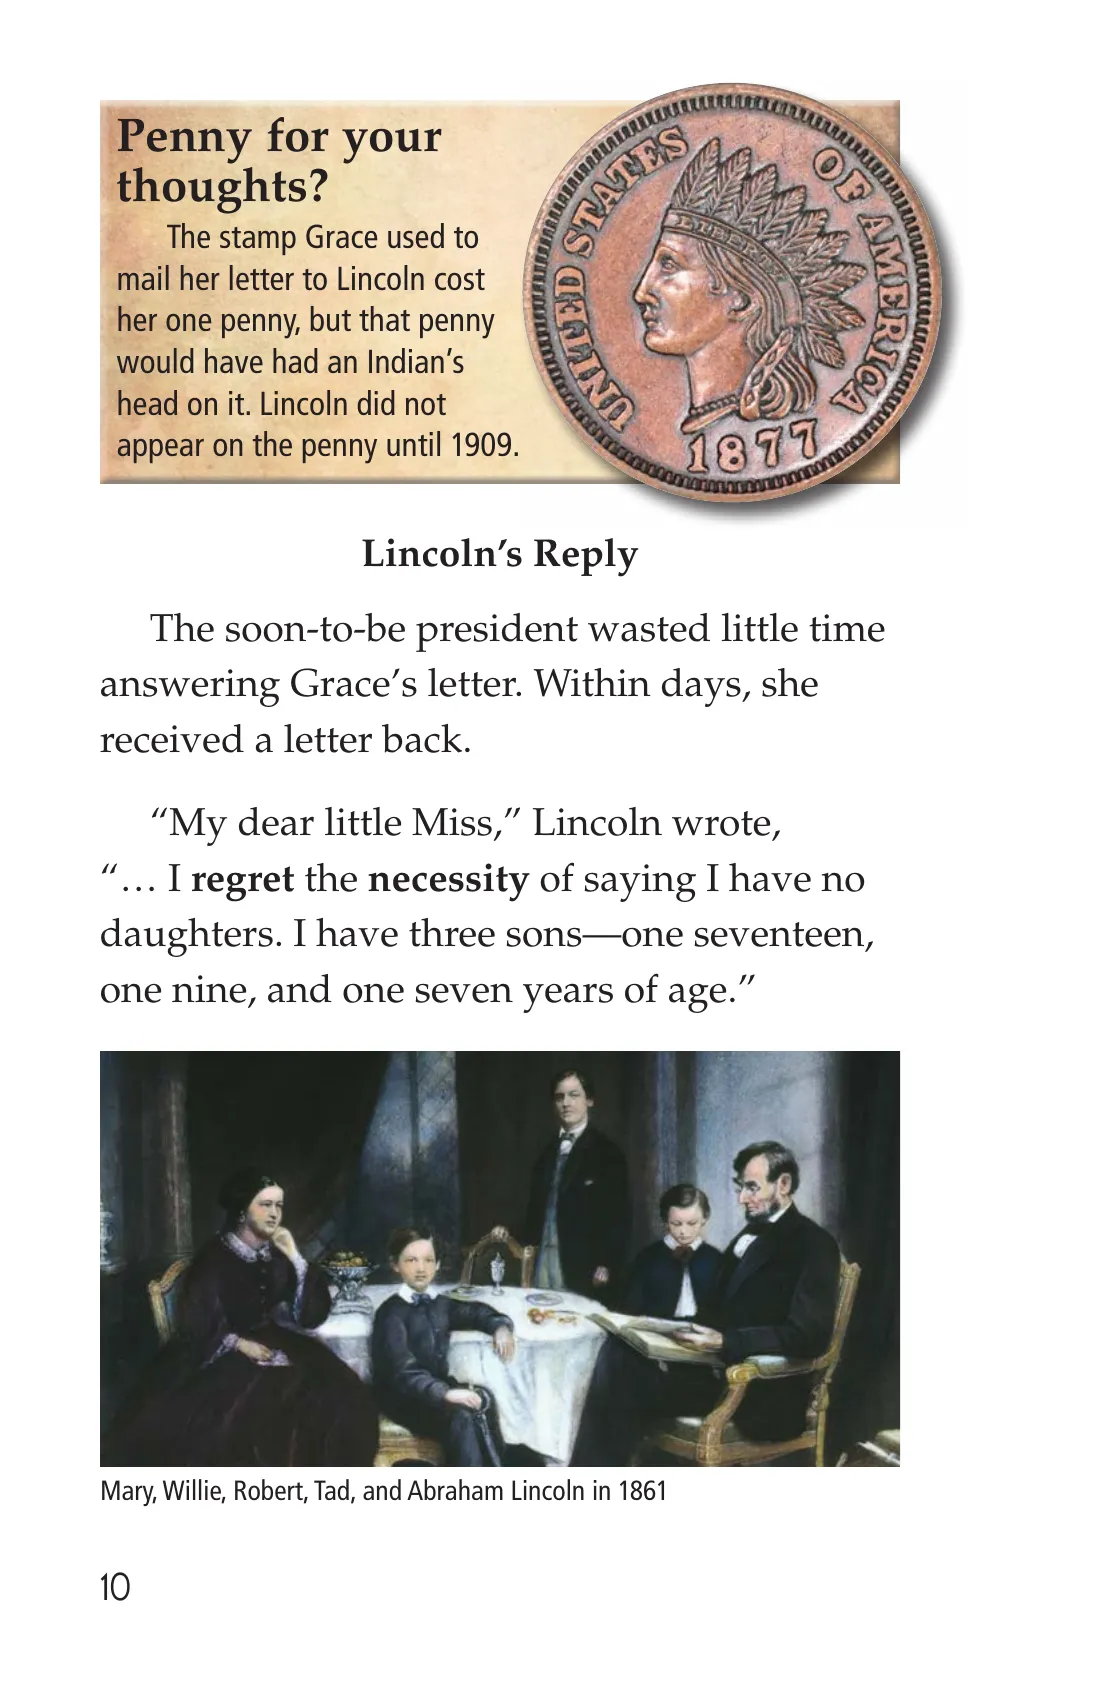 Penny for your
thoughts?
The stamp Grace used to
mail her letter to Lincoln cost
her one penny, but that penny
would have had an Indian’s
head on it. Lincoln did not
appear on the penny until 1909.
UNITED STATES OF AMERICA
LIBERTY
1877
Lincoln’s Reply
The soon-to-be president wasted little time
answering Grace’s letter. Within days, she
received a letter back.
“My dear little Miss,” Lincoln wrote,
“… I regret the necessity of saying I have no
daughters. I have three sons—one seventeen,
one nine, and one seven years of age.”
Mary, Willie, Robert, Tad, and Abraham Lincoln in 1861
10